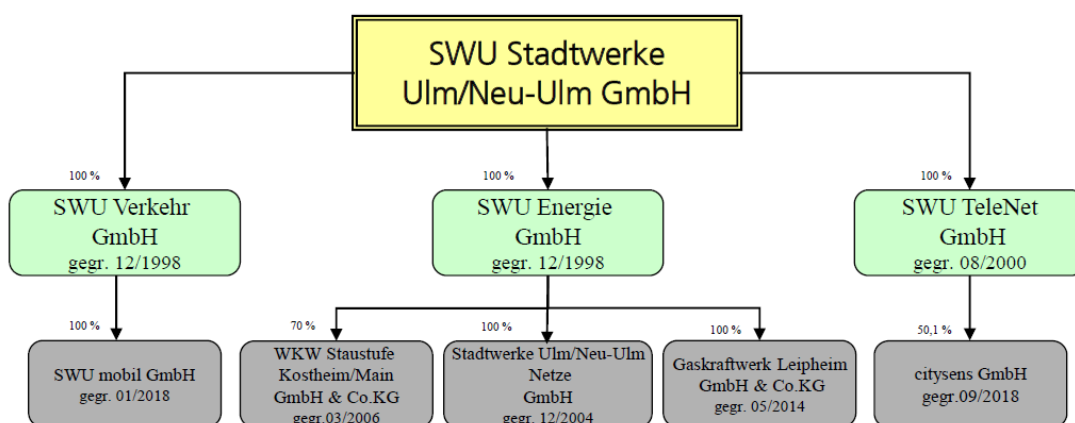 SWU Stadtwerke
Ulm/Neu-Ulm GmbH
100 %
100 %
100 %
SWU Verkehr
GmbH
gegr. 12/1998
SWU Energie
GmbH
gegr. 12/1998
SWU TeleNet
GmbH
gegr. 08/2000
100 %
70 %
100 %
100 %
50,1 %
SWU mobil GmbH
gegr. 01/2018
WKW Staustufe
Kostheim/Main
GmbH & Co.KG
gegr.03/2006
Stadtwerke Ulm/Neu-Ulm
Netze
GmbH
gegr. 12/2004
Gaskraftwerk Leipheim
GmbH & Co.KG
gegr. 05/2014
citysens GmbH
gegr.09/2018